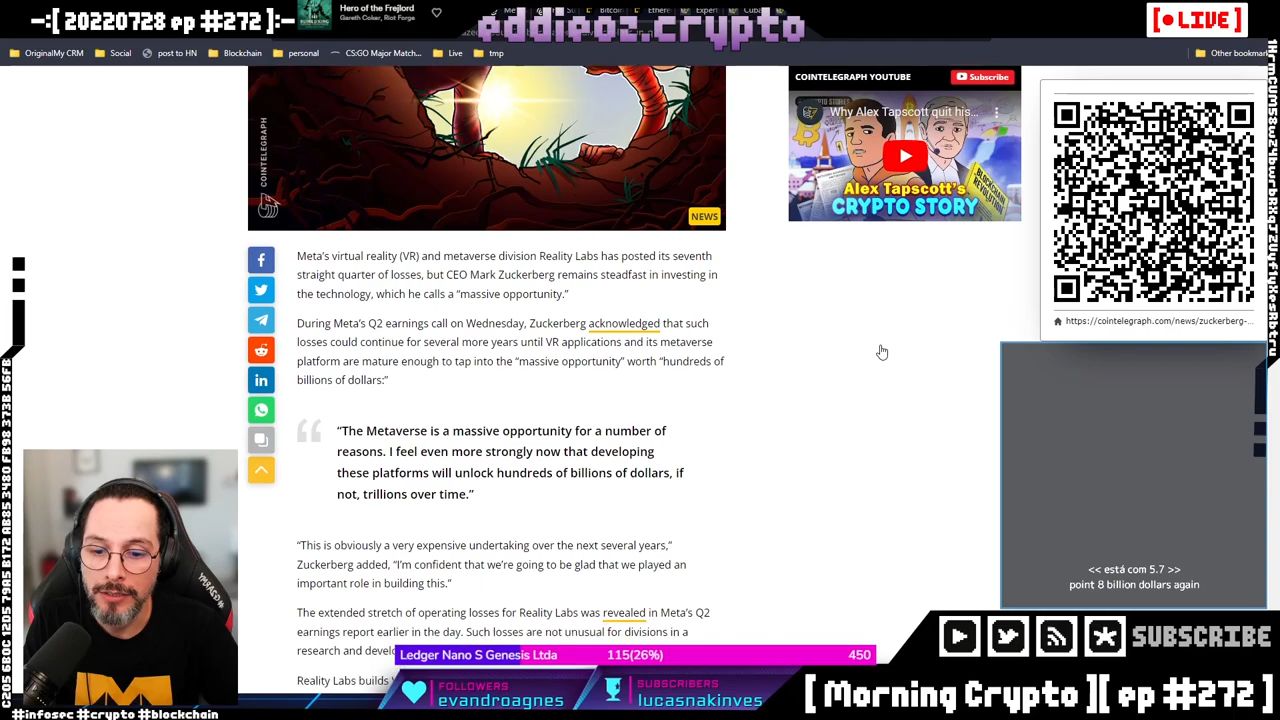 —:[ 20220728 ep #272 ]:—
Hero of the Frejlord
Gareth Coker, Riot Forge
eddieoz.crypto
[ LIVE ]
OriginalMy CRM
Social
Blockchain
post to HN
personal
CS:GO Major Match...
Live
tmp
Other bookmar
COINTELEGRAPH
NEWS
COINTELEGRAPH YOUTUBE
Subscribe
Why Alex Tapscott quit his...
Alex Tapscott's
CRYPTO STORY
BLOCKCHAIN
REVOLUTION
https://cointelegraph.com/news/zuckerberg-...
Meta's virtual reality (VR) and metaverse division Reality Labs has posted its seventh
straight quarter of losses, but CEO Mark Zuckerberg remains steadfast in investing in
the technology, which he calls a “massive opportunity.”
During Meta's Q2 earnings call on Wednesday, Zuckerberg acknowledged that such
losses could continue for several more years until VR applications and its metaverse
platform are mature enough to tap into the “massive opportunity” worth “hundreds of
billions of dollars:”
“The Metaverse is a massive opportunity for a number of
reasons. I feel even more strongly now that developing
these platforms will unlock hundreds of billions of dollars, if
not, trillions over time.”
“This is obviously a very expensive undertaking over the next several years,”
Zuckerberg added, “I'm confident that we're going to be glad that we played an
important role in building this.”
The extended stretch of operating losses for Reality Labs was revealed in Meta's Q2
earnings report earlier in the day. Such losses are not unusual for divisions in a
research and devel
Reality Labs builds
<< está com 5.7 >>
point 8 billion dollars again
Ledger Nano S Genesis Ltda
115(26%)
450
FOLLOWERS
evandroagnes
SUBSCRIBERS
lucasnakinves
SUBSCRIBE
[ Morning Crypto ][ ep #272 ]
#infosec #crypto #blockchain